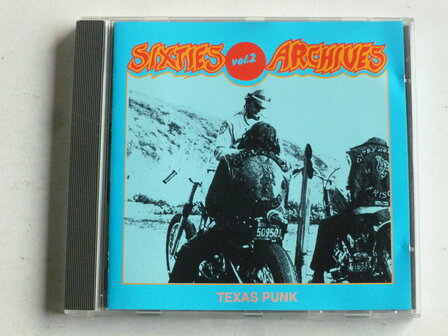 SIXTIES vol.2 ARCHIVES
TEXAS PUNK